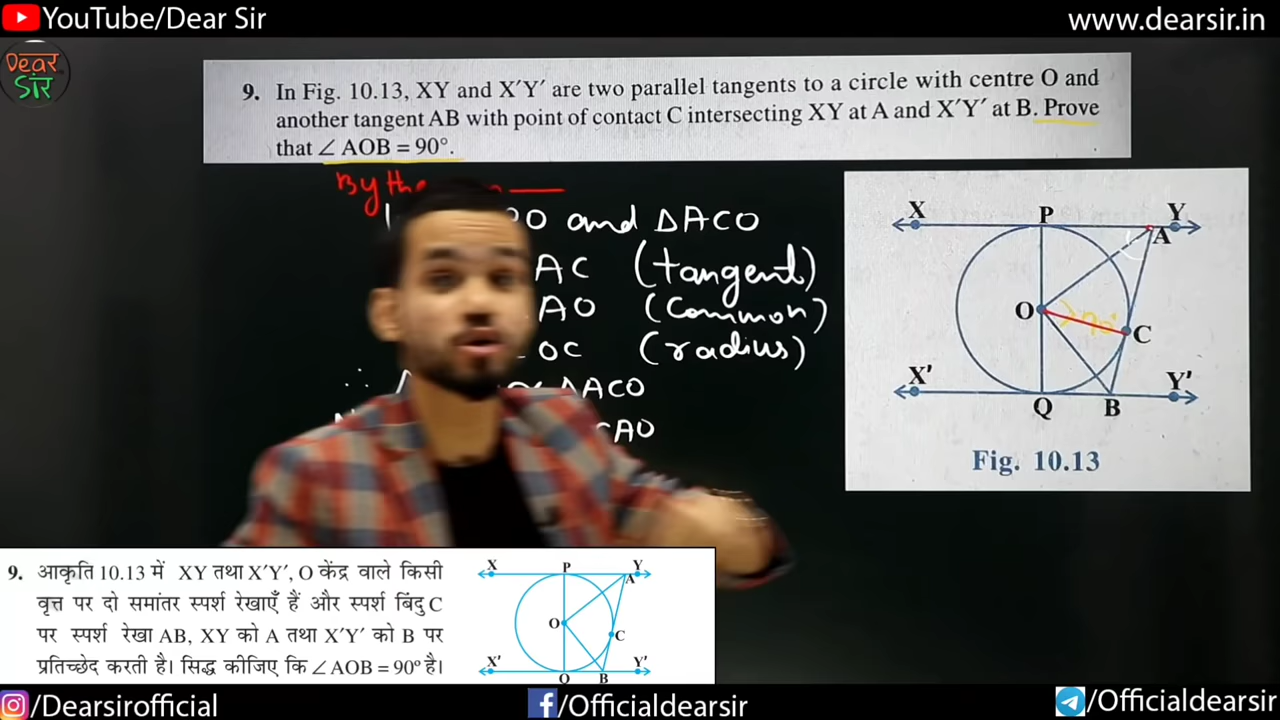 YouTube/Dear Sir
www.dearsir.in
Dear
सर
9. In Fig. 10.13, XY and X′Y′ are two parallel tangents to a circle with centre O and
another tangent AB with point of contact C intersecting XY at A and X′Y′ at B. Prove
that ∠ AOB = 90°.
By the
O and ΔACO
AC (tangent)
AO (Common)
OC (radius)
∴ ΔACO
CAO
X P Y
A
O 90°
C
X′ Y′
Q B
Fig. 10.13
9. आकृति 10.13 में XY तथा X′Y′, O केंद्र वाले किसी
वृत्त पर दो समांतर स्पर्श रेखाएँ हैं और स्पर्श बिंदु C
पर स्पर्श रेखा AB, XY को A तथा X′Y′ को B पर
प्रतिच्छेद करती है। सिद्ध कीजिए कि ∠ AOB = 90° है।
X P Y
A
O
C
X′ Y′
Q B
/Dearsirofficial
/Officialdearsir
/Officialdearsir